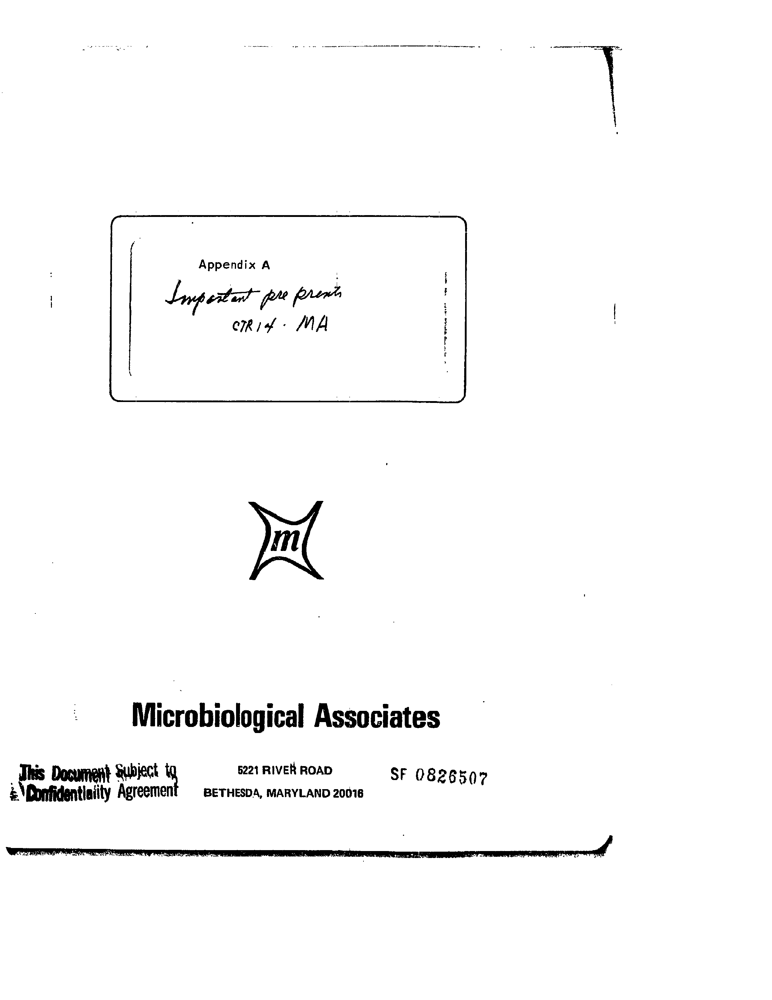 Appendix A
Important pre prints
CTR 14 · MA
m
Microbiological Associates
This Document Subject to
Confidentiality Agreement
5221 RIVER ROAD
BETHESDA, MARYLAND 20016
SF 0826507